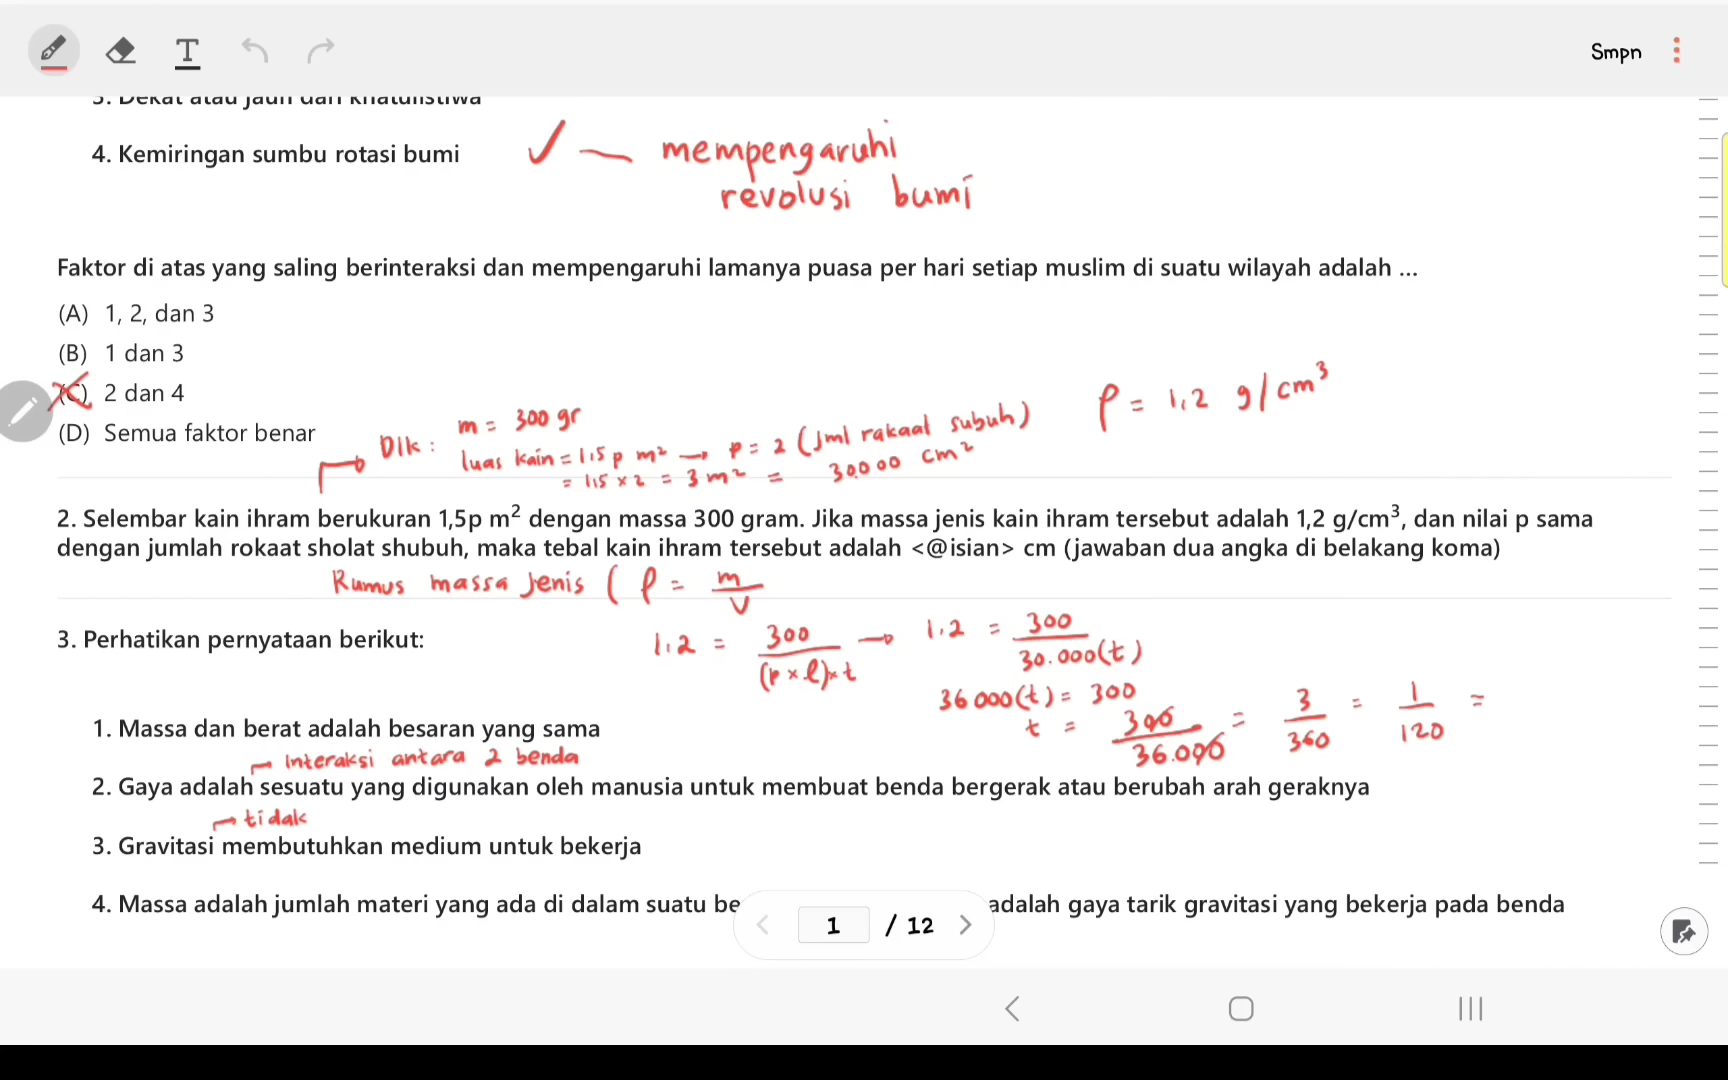 Smpn
3. Dekat atau jauh dari khatulistiwa
4. Kemiringan sumbu rotasi bumi
mempengaruhi
revolusi bumi
Faktor di atas yang saling berinteraksi dan mempengaruhi lamanya puasa per hari setiap muslim di suatu wilayah adalah ...
(A) 1, 2, dan 3
(B) 1 dan 3
(C) 2 dan 4
(D) Semua faktor benar
ρ = 1,2 g/cm³
Dik : m = 300 gr
luas kain = 1,5 p m² → p = 2 (jml rakaat subuh)
= 1,5 × 2 = 3 m² = 30.000 cm²
2. Selembar kain ihram berukuran 1,5p m² dengan massa 300 gram. Jika massa jenis kain ihram tersebut adalah 1,2 g/cm³, dan nilai p sama
dengan jumlah rokaat sholat shubuh, maka tebal kain ihram tersebut adalah <@isian> cm (jawaban dua angka di belakang koma)
Rumus massa Jenis ( ρ = m/v
1.2 = 300/(p × l) × t → 1.2 = 300/30.000(t)
36000(t) = 300
t = 300/36.000 = 3/360 = 1/120 =
3. Perhatikan pernyataan berikut:
1. Massa dan berat adalah besaran yang sama
→ interaksi antara 2 benda
2. Gaya adalah sesuatu yang digunakan oleh manusia untuk membuat benda bergerak atau berubah arah geraknya
→ tidak
3. Gravitasi membutuhkan medium untuk bekerja
4. Massa adalah jumlah materi yang ada di dalam suatu be adalah gaya tarik gravitasi yang bekerja pada benda
1 / 12